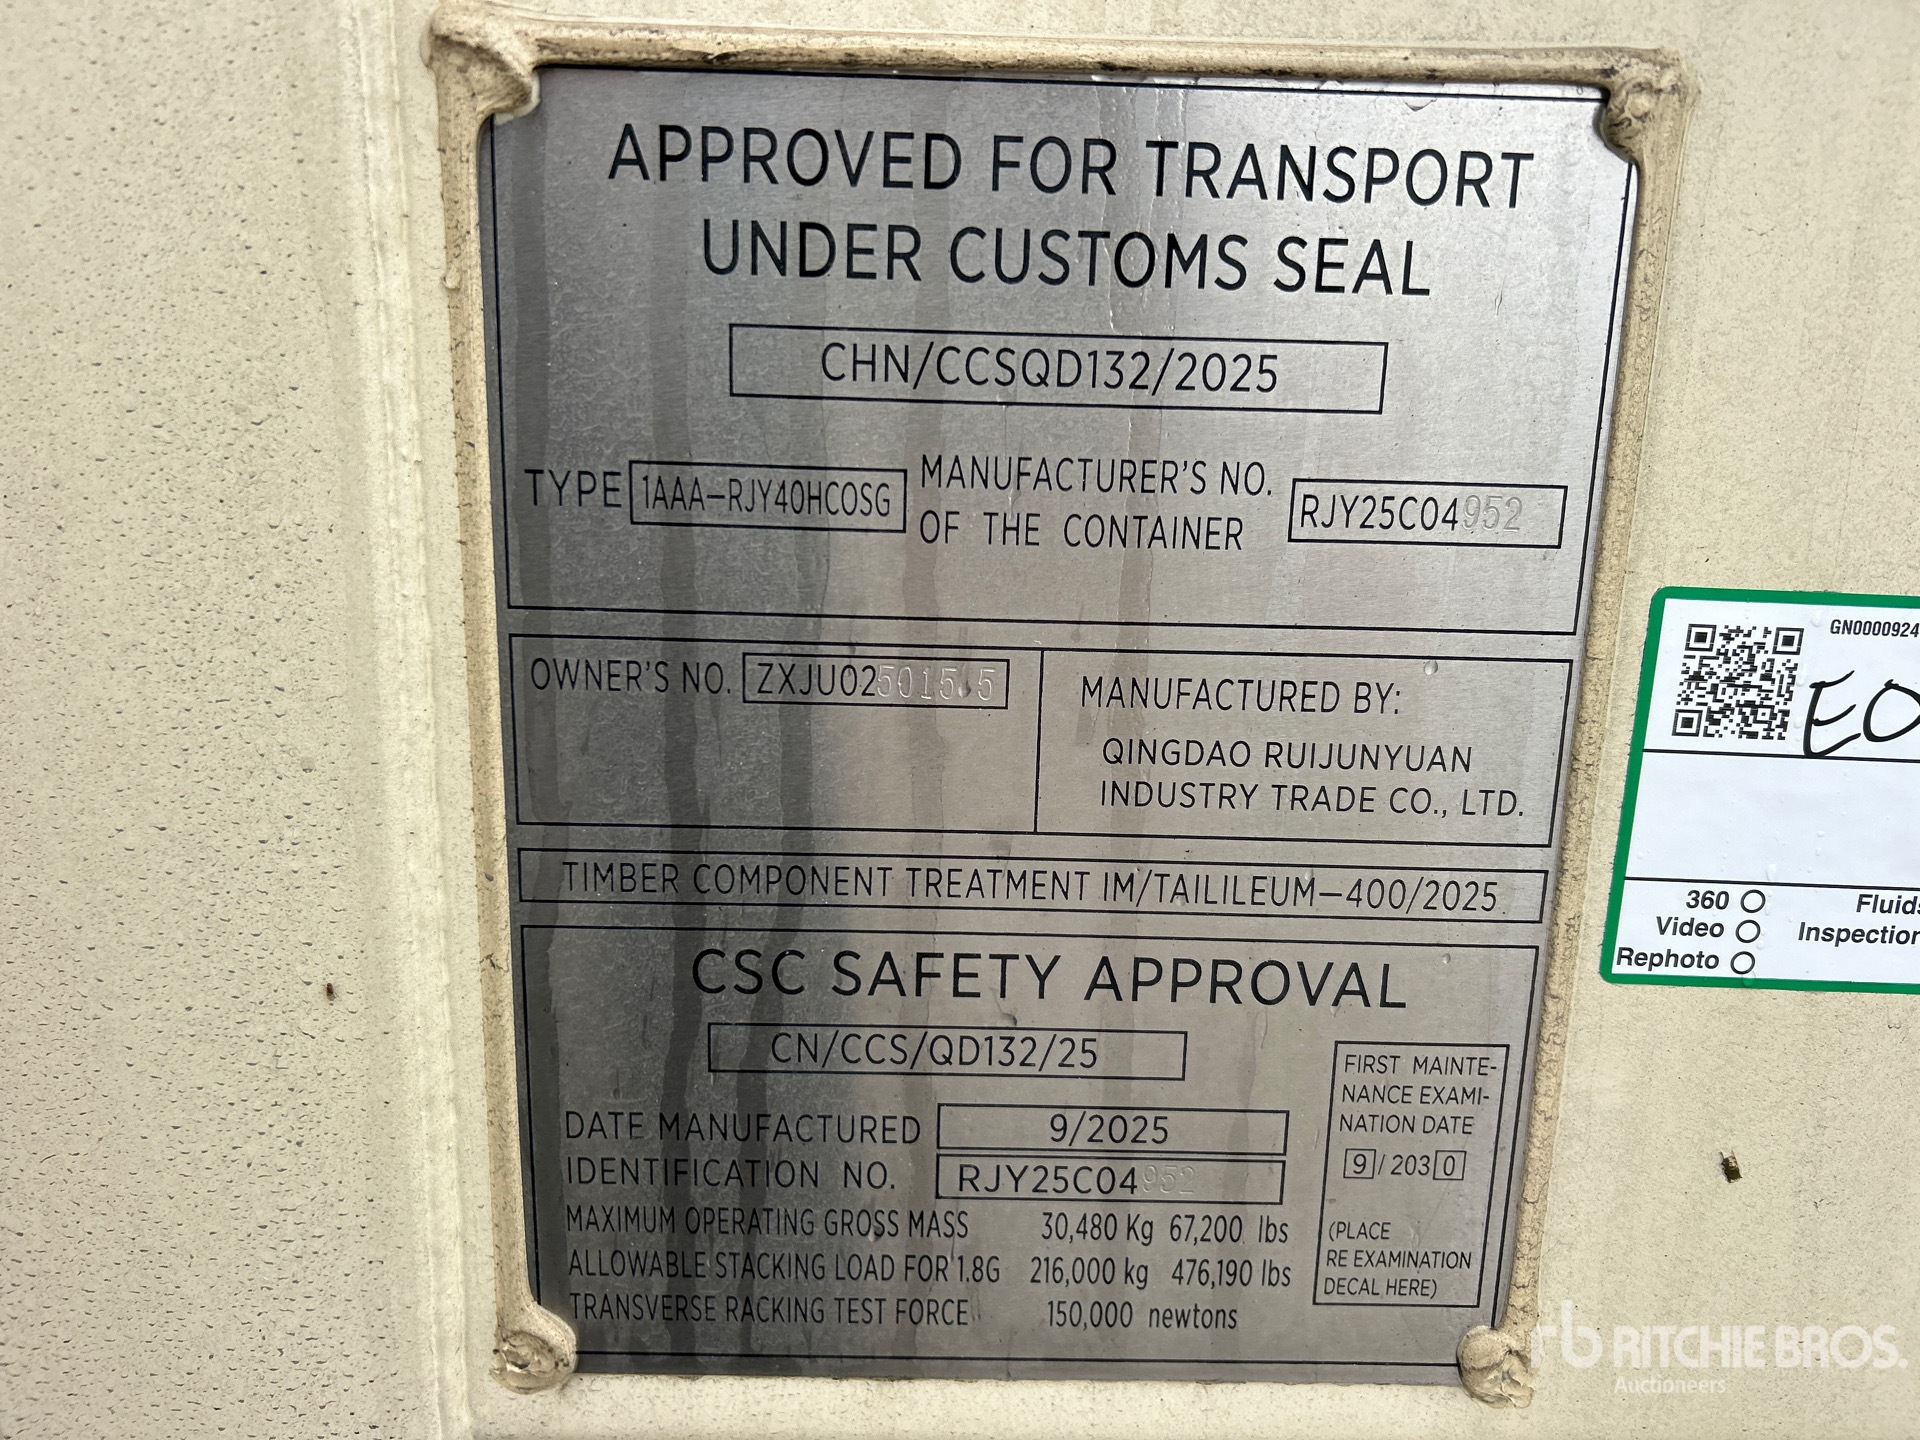 APPROVED FOR TRANSPORT
UNDER CUSTOMS SEAL
CHN/CCSQD132/2025
TYPE 1AAA-RJY40HCOSG MANUFACTURER'S NO. OF THE CONTAINER RJY25C04952
OWNER'S NO.
MANUFACTURED BY:
QINGDAO RUIJUNYUAN
INDUSTRY TRADE CO., LTD.
TIMBER COMPONENT TREATMENT IM/TAILILEUM-400/2025
CSC SAFETY APPROVAL
CN/CCS/QD132/25
DATE MANUFACTURED 9/2025
IDENTIFICATION NO. RJY25C04952
MAXIMUM OPERATING GROSS MASS 30,480 Kg 67,200 lbs
ALLOWABLE STACKING LOAD FOR 1.8G 216,000 kg 476,190 lbs
TRANSVERSE RACKING TEST FORCE 150,000 newtons
FIRST MAINTE-
NANCE EXAMI-
NATION DATE
9/2030
(PLACE
RE EXAMINATION
DECAL HERE)
GN0000924
EO
360 Fluids
Video Inspection
Rephoto
rb RITCHIE BROS.
Auctioneers